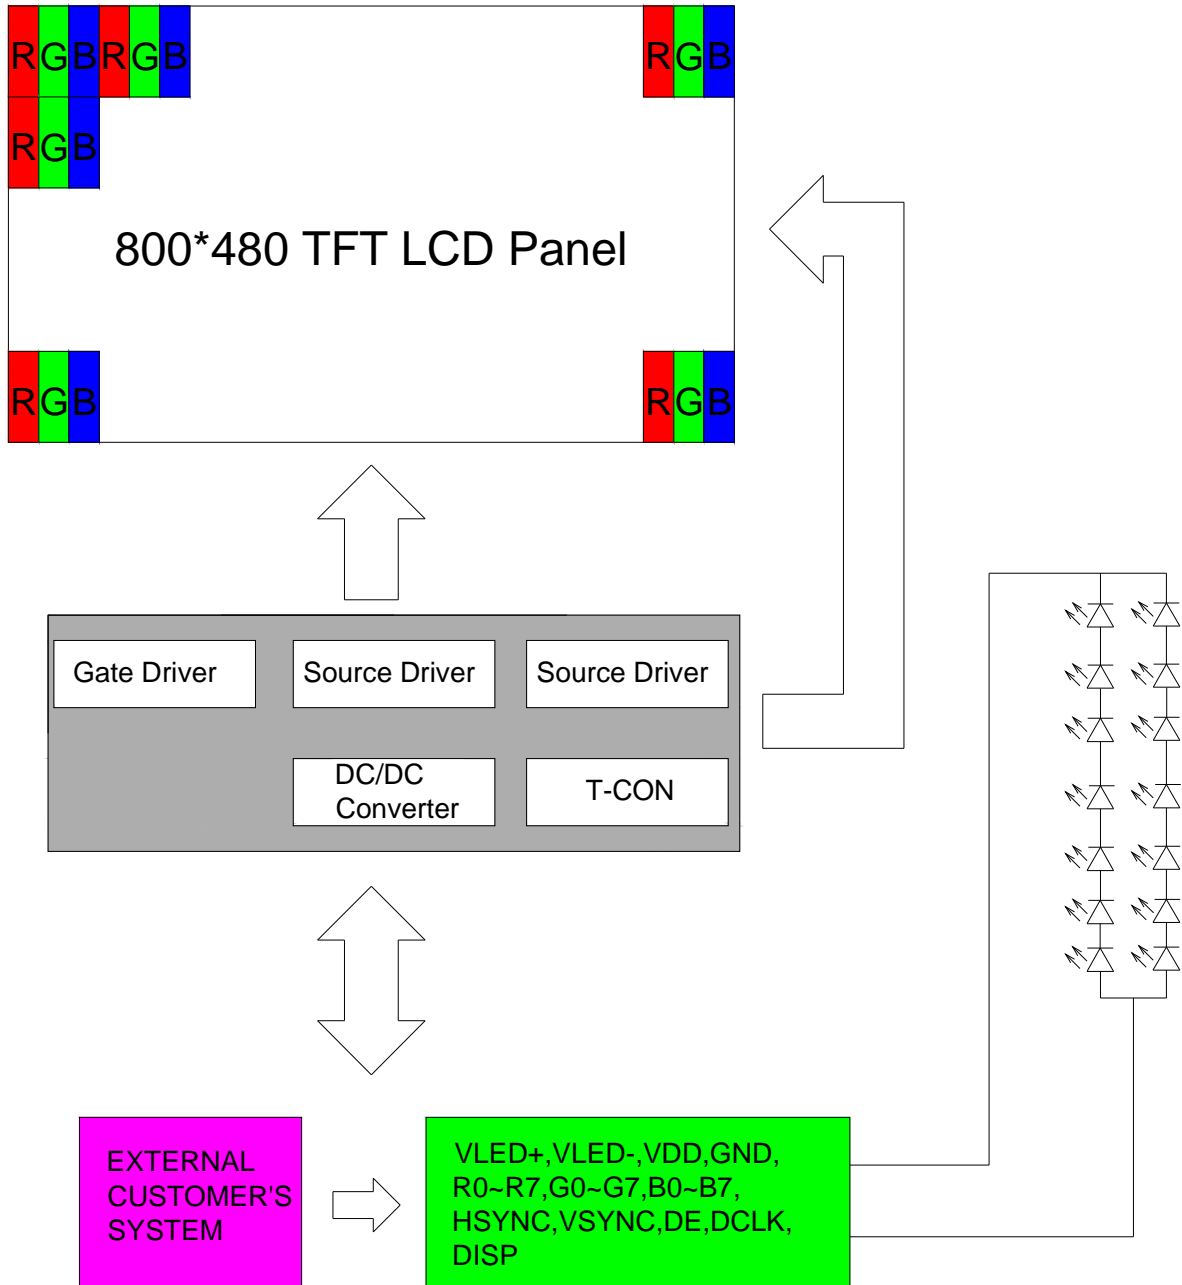 RGBRGB RGB
RGB
800*480 TFT LCD Panel
RGB RGB
Gate Driver Source Driver Source Driver
DC/DC
Converter
T-CON
EXTERNAL
CUSTOMER'S
SYSTEM
VLED+,VLED-,VDD,GND,
R0~R7,G0~G7,B0~B7,
HSYNC,VSYNC,DE,DCLK,
DISP